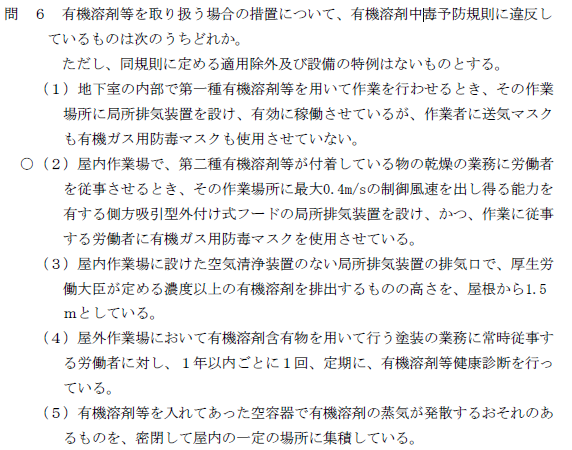 問　６　有機溶剤等を取り扱う場合の措置について、有機溶剤中毒予防規則に違反し
ているものは次のうちどれか。
ただし、同規則に定める適用除外及び設備の特例はないものとする。
（１）地下室の内部で第一種有機溶剤等を用いて作業を行わせるとき、その作業
場所に局所排気装置を設け、有効に稼働させているが、作業者に送気マスク
も有機ガス用防毒マスクも使用させていない。
○（２）屋内作業場で、第二種有機溶剤等が付着している物の乾燥の業務に労働者
を従事させるとき、その作業場所に最大0.4m/sの制御風速を出し得る能力を
有する側方吸引型外付け式フードの局所排気装置を設け、かつ、作業に従事
する労働者に有機ガス用防毒マスクを使用させている。
（３）屋内作業場に設けた空気清浄装置のない局所排気装置の排気口で、厚生労
働大臣が定める濃度以上の有機溶剤を排出するものの高さを、屋根から1.5
ｍとしている。
（４）屋外作業場において有機溶剤含有物を用いて行う塗装の業務に常時従事す
る労働者に対し、１年以内ごとに１回、定期に、有機溶剤等健康診断を行っ
ている。
（５）有機溶剤等を入れてあった空容器で有機溶剤の蒸気が発散するおそれのあ
るものを、密閉して屋内の一定の場所に集積している。